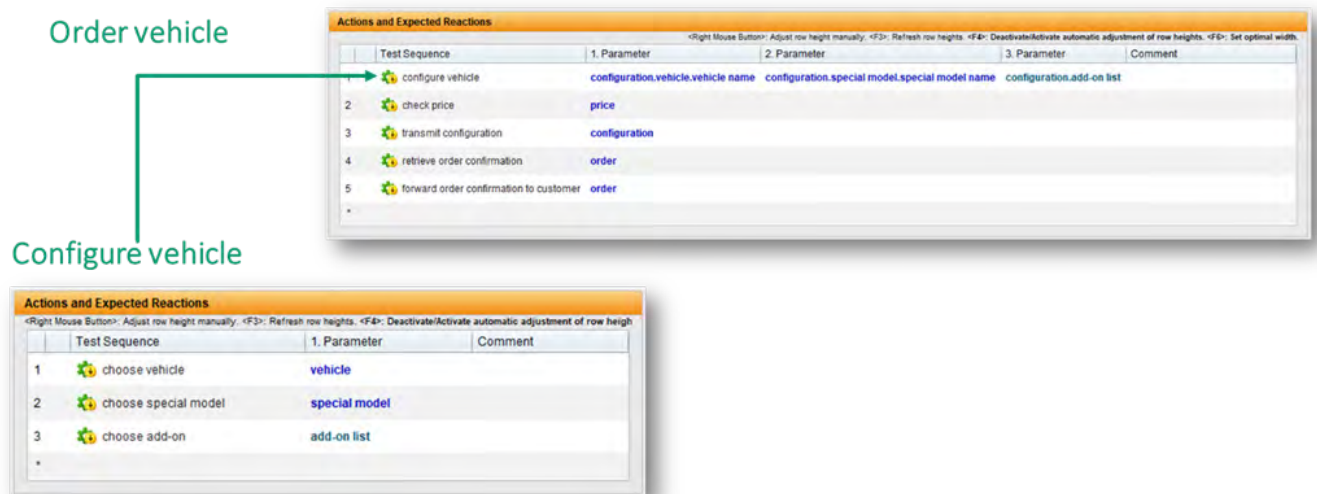 Order vehicle
Actions and Expected Reactions
<Right Mouse Button>: Adjust row height manually. <F3>: Refresh row heights. <F4>: Deactivate/Activate automatic adjustment of row heights. <F6>: Set optimal width.
Test Sequence 1. Parameter 2. Parameter 3. Parameter Comment
1 configure vehicle configuration.vehicle.vehicle name configuration.special model.special model name configuration.add-on list
2 check price price
3 transmit configuration configuration
4 retrieve order confirmation order
5 forward order confirmation to customer order
*
Configure vehicle
Actions and Expected Reactions
<Right Mouse Button>: Adjust row height manually. <F3>: Refresh row heights. <F4>: Deactivate/Activate automatic adjustment of row heigh
Test Sequence 1. Parameter Comment
1 choose vehicle vehicle
2 choose special model special model
3 choose add-on add-on list
*